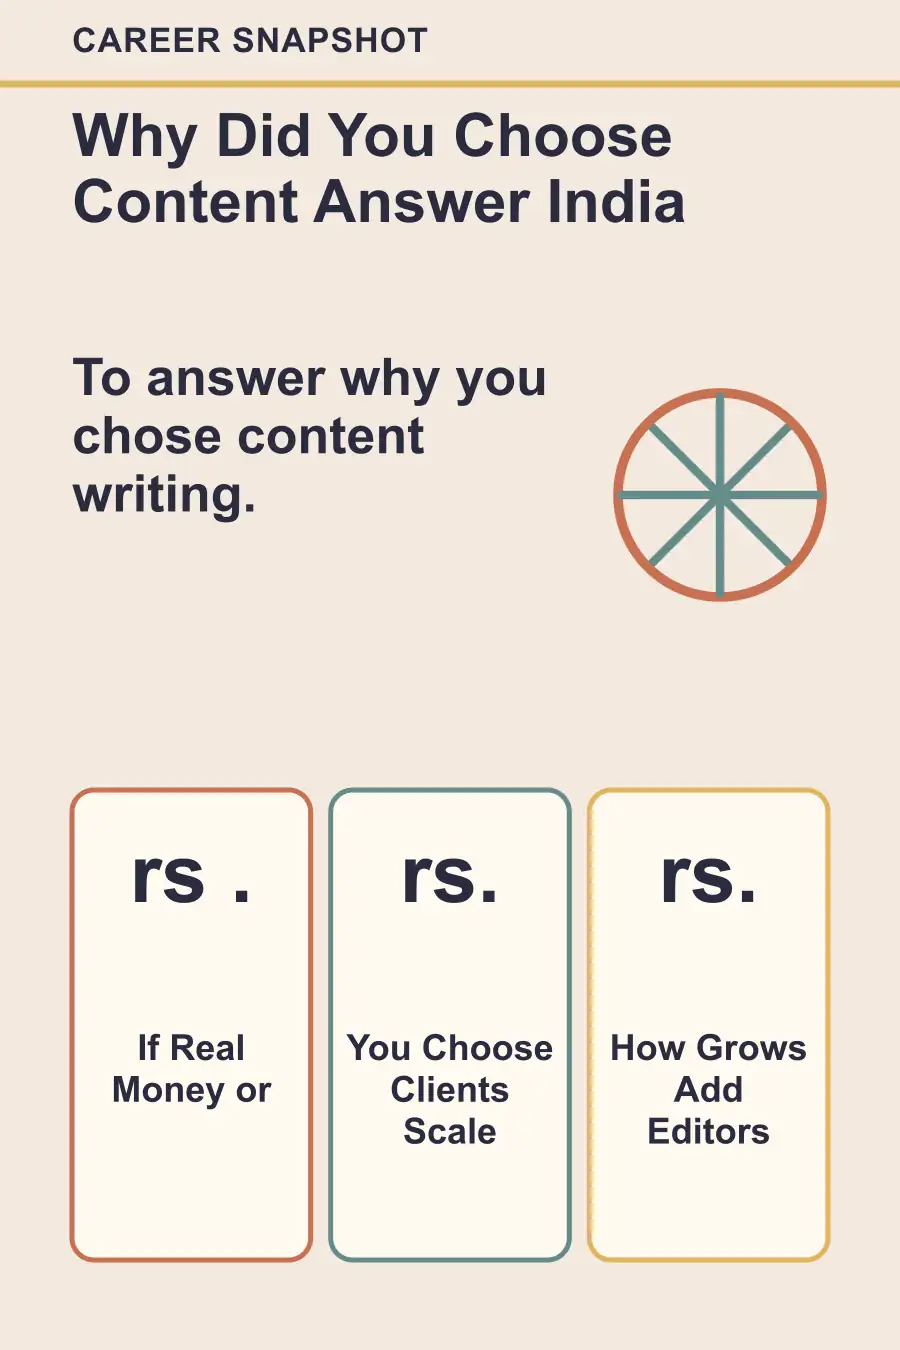 CAREER SNAPSHOT
Why Did You Choose
Content Answer India
To answer why you
chose content
writing.
rs .
If Real
Money or
rs.
You Choose
Clients
Scale
rs.
How Grows
Add
Editors